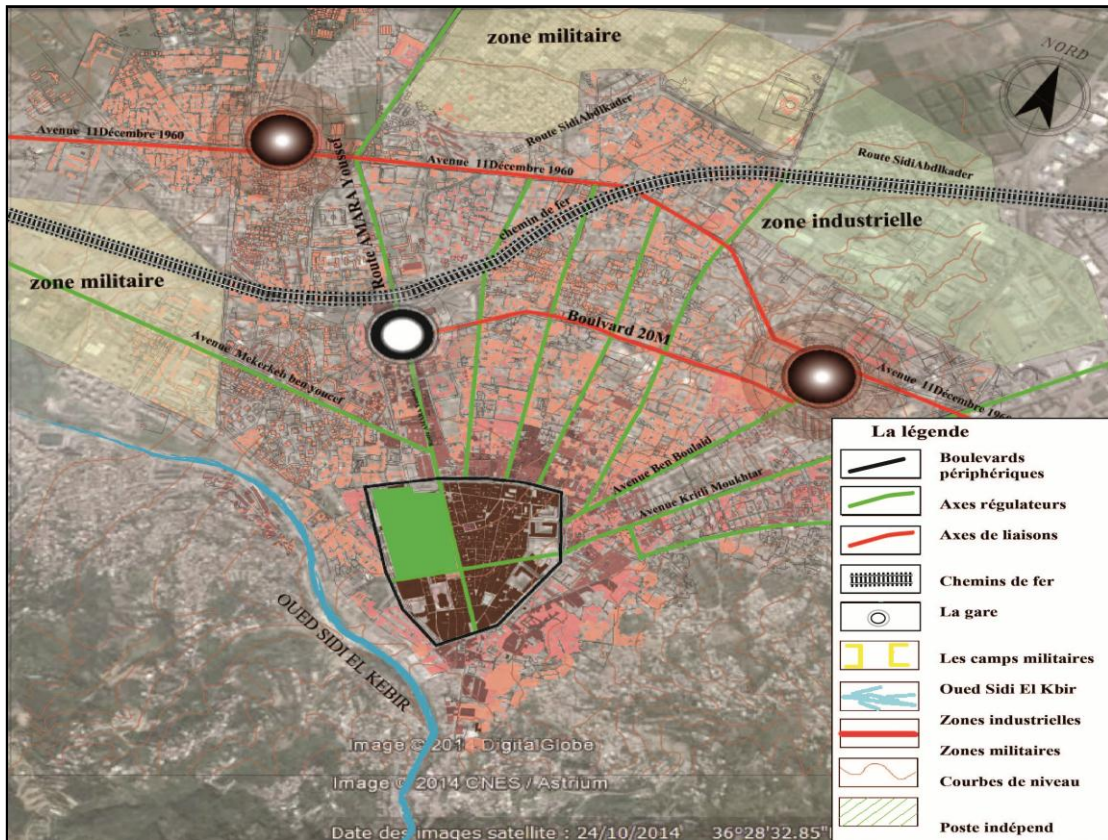 zone militaire
NORD
Avenue 11Décembre 1960
Route SidiAbdlkader
Avenue 11Décembre 1960
Route SidiAbdlkader
Route AMARA Youssef
chemin de fer
zone industrielle
zone militaire
Boulvard 20M
Avenue Mekerkeb ben youcef
Avenue 11Décembre 1960
Avenue Ben Boulaid
Avenue Kritli Moukhtar
OUED SIDI EL KEBIR
La légende
Boulevards
périphériques
Axes régulateurs
Axes de liaisons
Chemins de fer
La gare
Les camps militaires
Oued Sidi El Kbir
Zones industrielles
Zones militaires
Courbes de niveau
Poste indépend
Image © 2014 DigitalGlobe
Image © 2014 CNES / Astrium
Date des images satellite : 24/10/2014 36°28'32.85"